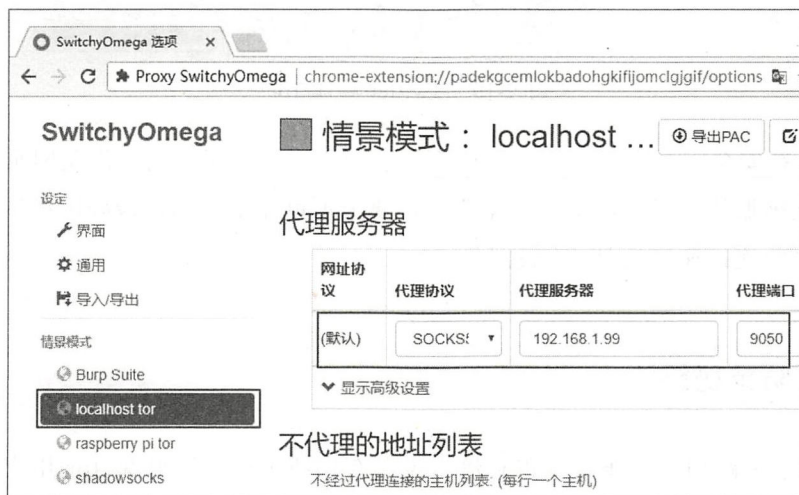 SwitchyOmega 选项 ×
Proxy SwitchyOmega | chrome-extension://padekgcemlokbadohgkifijomclgjgif/options
SwitchyOmega
情景模式： localhost ...
导出PAC
设定
界面
通用
导入/导出
情景模式
Burp Suite
localhost tor
raspberry pi tor
shadowsocks
代理服务器
网址协议 代理协议 代理服务器 代理端口
(默认) SOCKS 192.168.1.99 9050
显示高级设置
不代理的地址列表
不经过代理连接的主机列表: (每行一个主机)